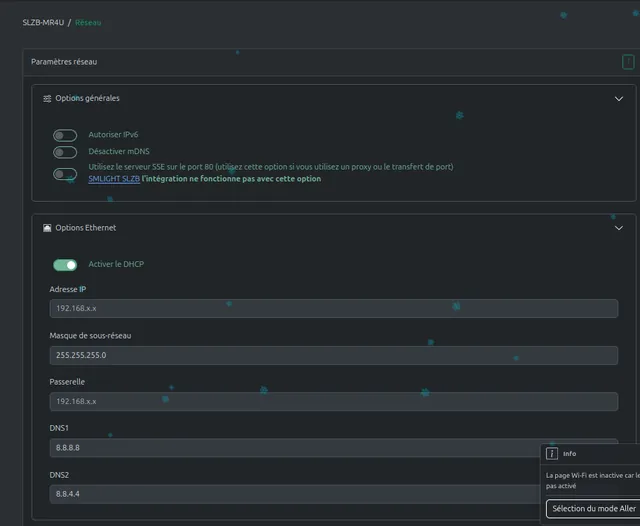 SLZB-MR4U / Réseau
Paramètres réseau
Options générales
Autoriser IPv6
Désactiver mDNS
Utilisez le serveur SSE sur le port 80 (utilisez cette option si vous utilisez un proxy ou le transfert de port)
SMLIGHT SLZB l'intégration ne fonctionne pas avec cette option
Options Ethernet
Activer le DHCP
Adresse IP
192.168.x.x
Masque de sous-réseau
255.255.255.0
Passerelle
192.168.x.x
DNS1
8.8.8.8
DNS2
8.8.4.4
i Info
La page Wi-Fi est inactive car le
pas activé
Sélection du mode Aller